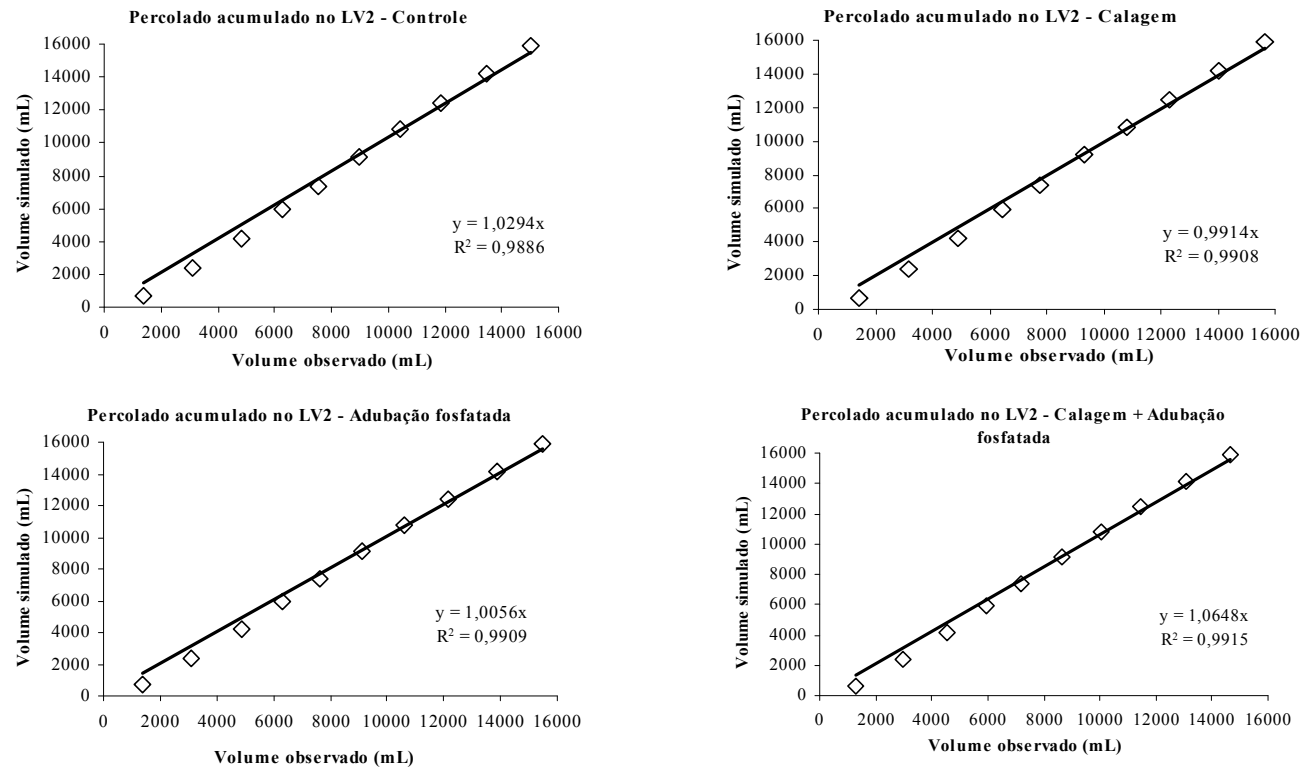 Percolado acumulado no LV2 - Controle
16000
14000
12000
10000
8000
6000
4000
2000
0
Volume simulado (mL)
y = 1,0294x
R² = 0,9886
0 2000 4000 6000 8000 10000 12000 14000 16000
Volume observado (mL)
Percolado acumulado no LV2 - Calagem
16000
14000
12000
10000
8000
6000
4000
2000
0
Volume simulado (mL)
y = 0,9914x
R² = 0,9908
0 2000 4000 6000 8000 10000 12000 14000 16000
Volume observado (mL)
Percolado acumulado no LV2 - Adubação fosfatada
16000
14000
12000
10000
8000
6000
4000
2000
0
Volume simulado (mL)
y = 1,0056x
R² = 0,9909
0 2000 4000 6000 8000 10000 12000 14000 16000
Volume observado (mL)
Percolado acumulado no LV2 - Calagem + Adubação
fosfatada
16000
14000
12000
10000
8000
6000
4000
2000
0
Volume simulado (mL)
y = 1,0648x
R² = 0,9915
0 2000 4000 6000 8000 10000 12000 14000 16000
Volume observado (mL)